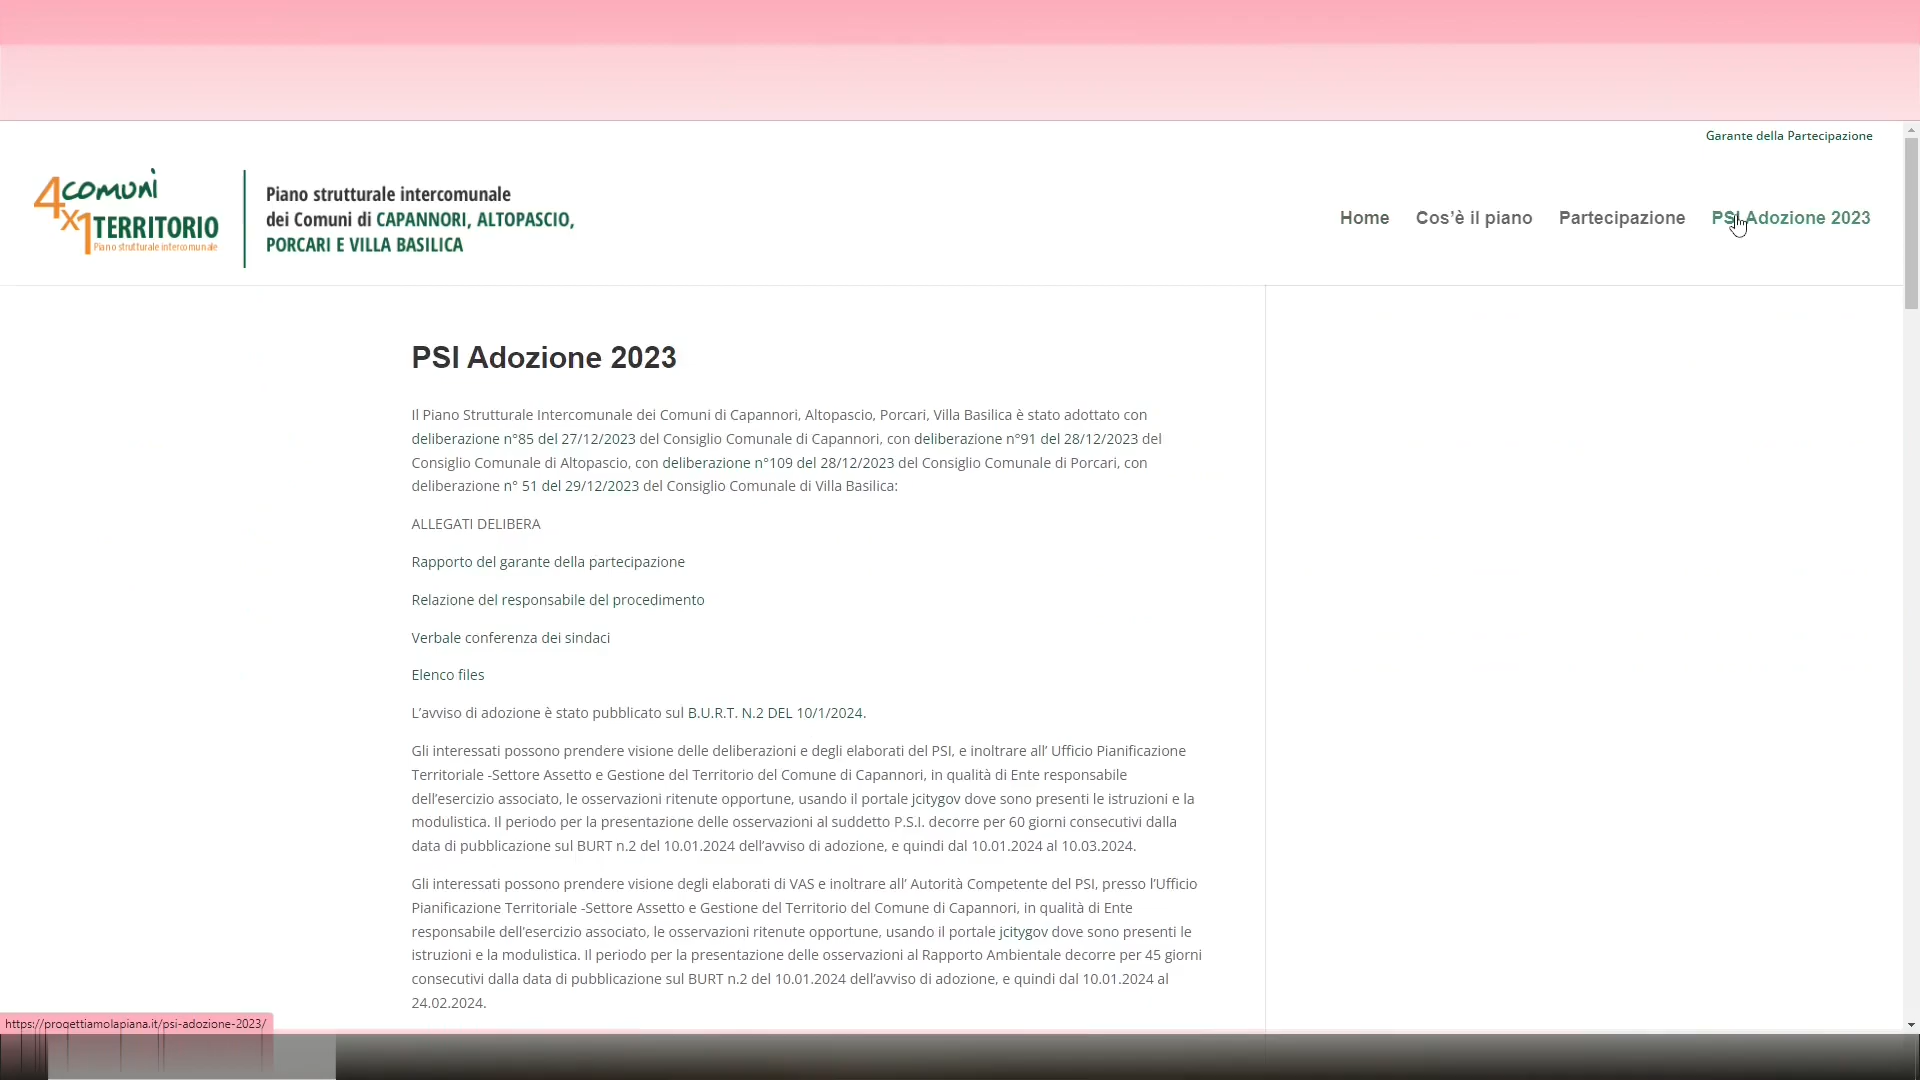 Garante della Partecipazione
4comuni
x1TERRITORIO
Piano strutturale intercomunale
Piano strutturale intercomunale
dei Comuni di CAPANNORI, ALTOPASCIO,
PORCARI E VILLA BASILICA
Home Cos’è il piano Partecipazione PSI Adozione 2023
PSI Adozione 2023
Il Piano Strutturale Intercomunale dei Comuni di Capannori, Altopascio, Porcari, Villa Basilica è stato adottato con
deliberazione n°85 del 27/12/2023 del Consiglio Comunale di Capannori, con deliberazione n°91 del 28/12/2023 del
Consiglio Comunale di Altopascio, con deliberazione n°109 del 28/12/2023 del Consiglio Comunale di Porcari, con
deliberazione n° 51 del 29/12/2023 del Consiglio Comunale di Villa Basilica:
ALLEGATI DELIBERA
Rapporto del garante della partecipazione
Relazione del responsabile del procedimento
Verbale conferenza dei sindaci
Elenco files
L’avviso di adozione è stato pubblicato sul B.U.R.T. N.2 DEL 10/1/2024.
Gli interessati possono prendere visione delle deliberazioni e degli elaborati del PSI, e inoltrare all’ Ufficio Pianificazione
Territoriale -Settore Assetto e Gestione del Territorio del Comune di Capannori, in qualità di Ente responsabile
dell’esercizio associato, le osservazioni ritenute opportune, usando il portale jcitygov dove sono presenti le istruzioni e la
modulistica. Il periodo per la presentazione delle osservazioni al suddetto P.S.I. decorre per 60 giorni consecutivi dalla
data di pubblicazione sul BURT n.2 del 10.01.2024 dell’avviso di adozione, e quindi dal 10.01.2024 al 10.03.2024.
Gli interessati possono prendere visione degli elaborati di VAS e inoltrare all’ Autorità Competente del PSI, presso l’Ufficio
Pianificazione Territoriale -Settore Assetto e Gestione del Territorio del Comune di Capannori, in qualità di Ente
responsabile dell’esercizio associato, le osservazioni ritenute opportune, usando il portale jcitygov dove sono presenti le
istruzioni e la modulistica. Il periodo per la presentazione delle osservazioni al Rapporto Ambientale decorre per 45 giorni
consecutivi dalla data di pubblicazione sul BURT n.2 del 10.01.2024 dell’avviso di adozione, e quindi dal 10.01.2024 al
24.02.2024.
https://progettiamolapiana.it/psi-adozione-2023/